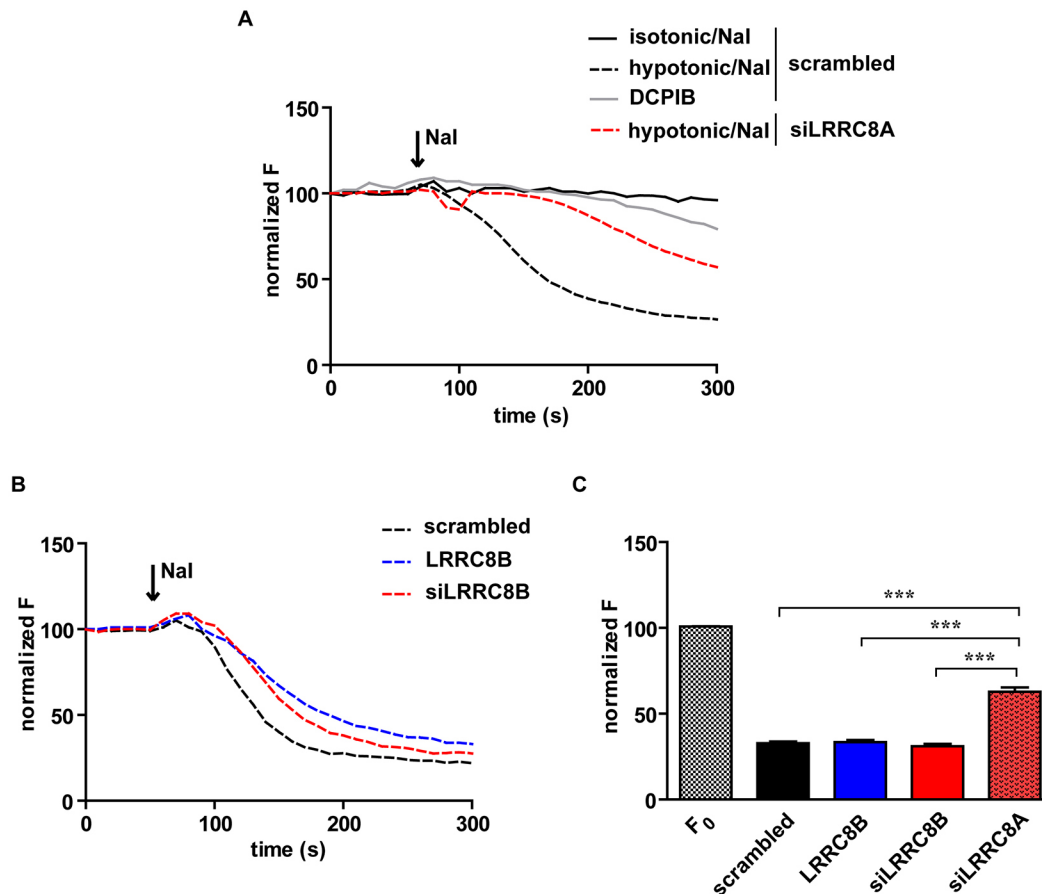 A
isotonic/NaI
hypotonic/NaI
scrambled
DCPIB
hypotonic/NaI
siLRRC8A
150
100
50
0
normalized F
NaI
0
100
200
300
time (s)
B
scrambled
LRRC8B
siLRRC8B
150
100
50
0
normalized F
NaI
0
100
200
300
time (s)
C
150
100
50
0
normalized F
***
***
***
F0
scrambled
LRRC8B
siLRRC8B
siLRRC8A